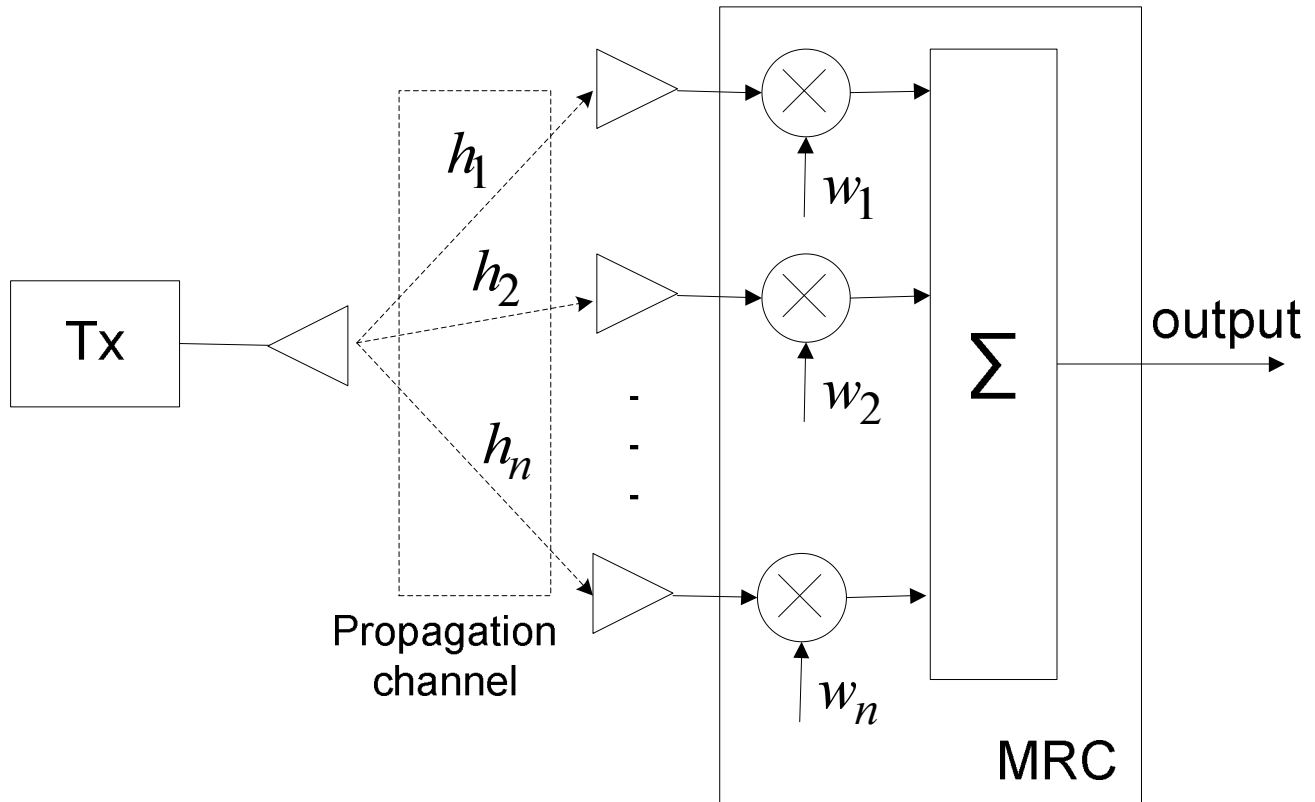 h1
w1
h2
Tx
Σ
output
w2
hn
Propagation
channel
wn
MRC